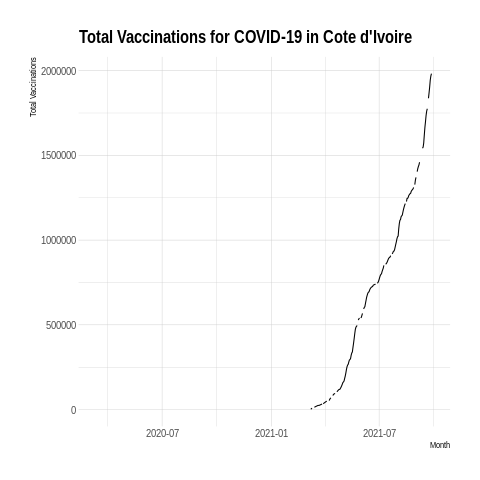 Total Vaccinations for COVID-19 in Cote d'Ivoire
Total Vaccinations
2000000
1500000
1000000
500000
0
2020-07 2021-01 2021-07
Month